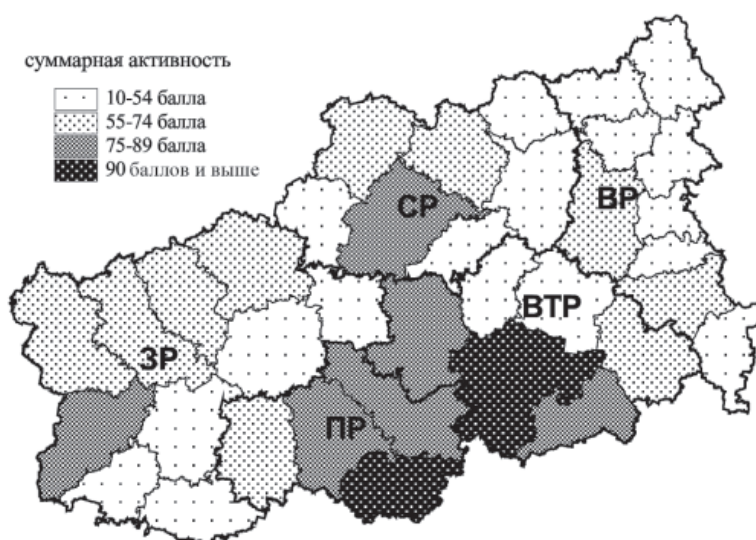 суммарная активность
10-54 балла
55-74 балла
75-89 балла
90 баллов и выше
СР
ВР
ВТР
ЗР
ПР